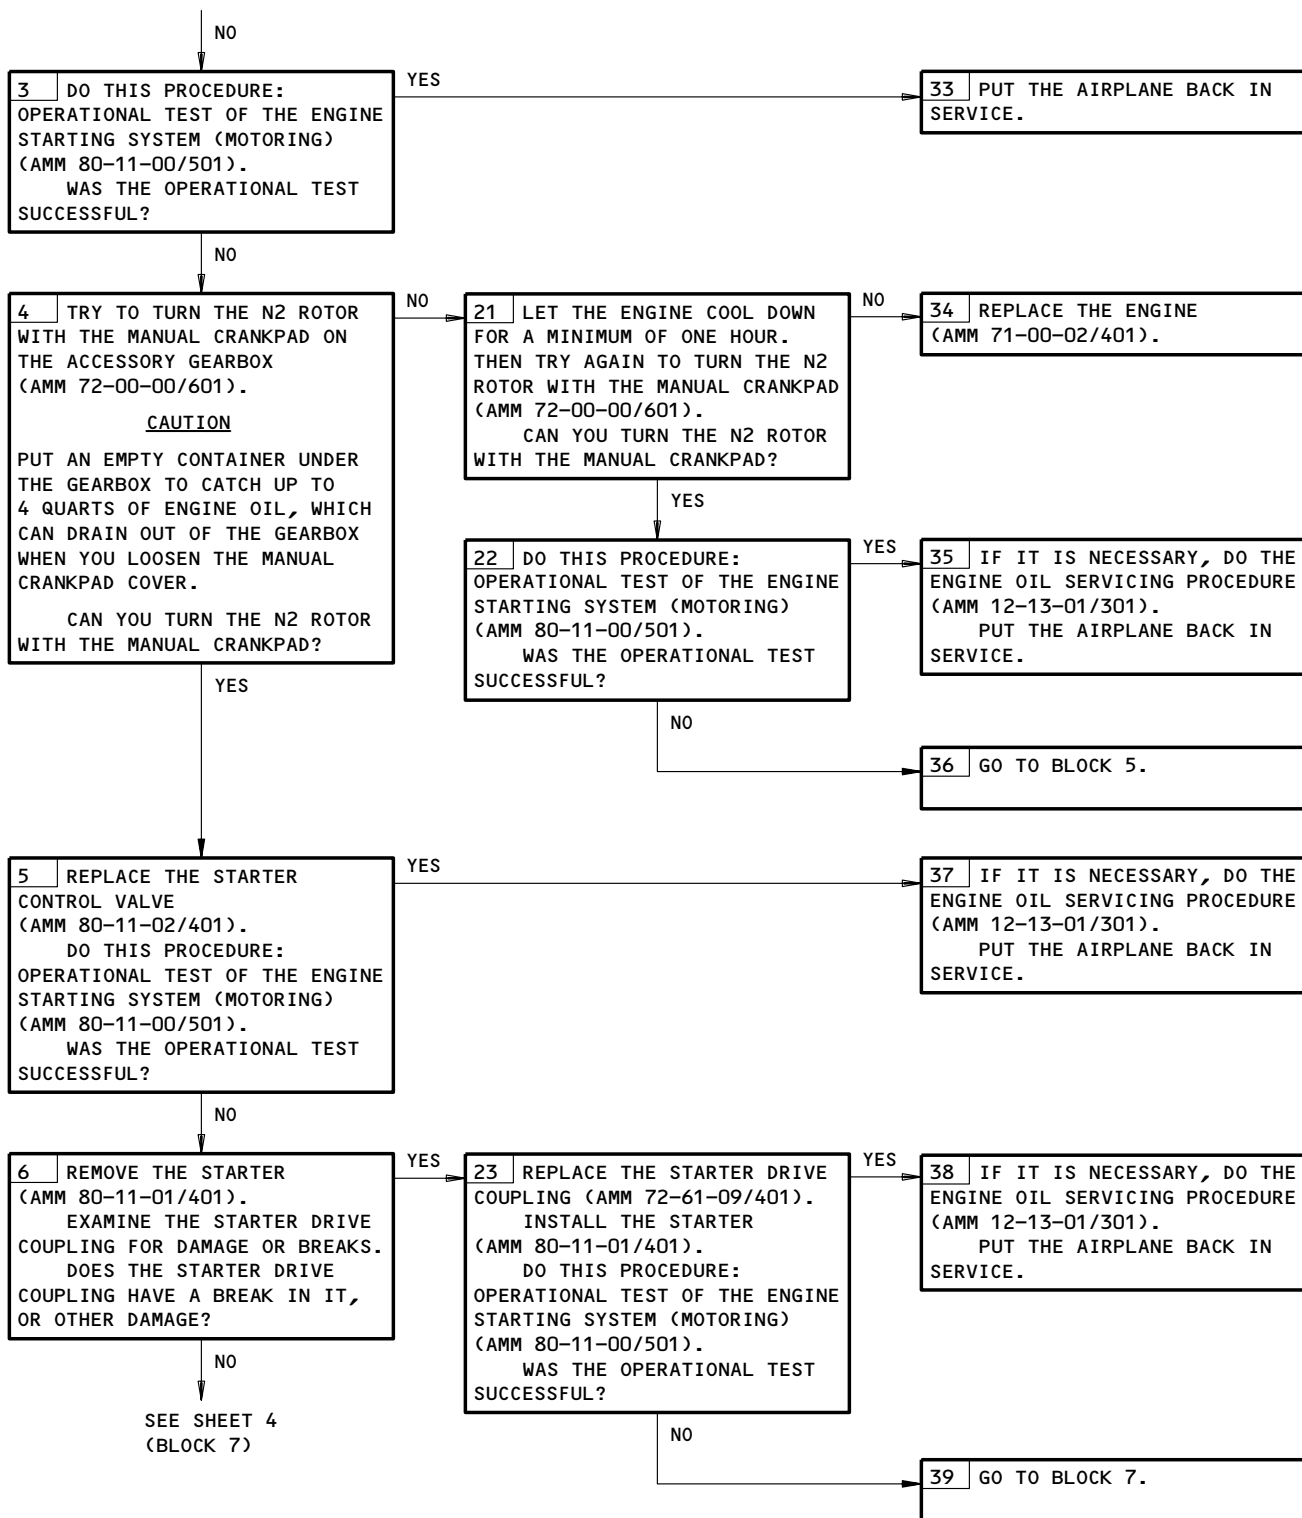 NO
3 DO THIS PROCEDURE:
OPERATIONAL TEST OF THE ENGINE
STARTING SYSTEM (MOTORING)
(AMM 80-11-00/501).
WAS THE OPERATIONAL TEST
SUCCESSFUL?
YES
33 PUT THE AIRPLANE BACK IN
SERVICE.
NO
4 TRY TO TURN THE N2 ROTOR
WITH THE MANUAL CRANKPAD ON
THE ACCESSORY GEARBOX
(AMM 72-00-00/601).
CAUTION
PUT AN EMPTY CONTAINER UNDER
THE GEARBOX TO CATCH UP TO
4 QUARTS OF ENGINE OIL, WHICH
CAN DRAIN OUT OF THE GEARBOX
WHEN YOU LOOSEN THE MANUAL
CRANKPAD COVER.
CAN YOU TURN THE N2 ROTOR
WITH THE MANUAL CRANKPAD?
NO
21 LET THE ENGINE COOL DOWN
FOR A MINIMUM OF ONE HOUR.
THEN TRY AGAIN TO TURN THE N2
ROTOR WITH THE MANUAL CRANKPAD
(AMM 72-00-00/601).
CAN YOU TURN THE N2 ROTOR
WITH THE MANUAL CRANKPAD?
NO
34 REPLACE THE ENGINE
(AMM 71-00-02/401).
YES
22 DO THIS PROCEDURE:
OPERATIONAL TEST OF THE ENGINE
STARTING SYSTEM (MOTORING)
(AMM 80-11-00/501).
WAS THE OPERATIONAL TEST
SUCCESSFUL?
YES
35 IF IT IS NECESSARY, DO THE
ENGINE OIL SERVICING PROCEDURE
(AMM 12-13-01/301).
PUT THE AIRPLANE BACK IN
SERVICE.
NO
36 GO TO BLOCK 5.
YES
5 REPLACE THE STARTER
CONTROL VALVE
(AMM 80-11-02/401).
DO THIS PROCEDURE:
OPERATIONAL TEST OF THE ENGINE
STARTING SYSTEM (MOTORING)
(AMM 80-11-00/501).
WAS THE OPERATIONAL TEST
SUCCESSFUL?
YES
37 IF IT IS NECESSARY, DO THE
ENGINE OIL SERVICING PROCEDURE
(AMM 12-13-01/301).
PUT THE AIRPLANE BACK IN
SERVICE.
NO
6 REMOVE THE STARTER
(AMM 80-11-01/401).
EXAMINE THE STARTER DRIVE
COUPLING FOR DAMAGE OR BREAKS.
DOES THE STARTER DRIVE
COUPLING HAVE A BREAK IN IT,
OR OTHER DAMAGE?
YES
23 REPLACE THE STARTER DRIVE
COUPLING (AMM 72-61-09/401).
INSTALL THE STARTER
(AMM 80-11-01/401).
DO THIS PROCEDURE:
OPERATIONAL TEST OF THE ENGINE
STARTING SYSTEM (MOTORING)
(AMM 80-11-00/501).
WAS THE OPERATIONAL TEST
SUCCESSFUL?
YES
38 IF IT IS NECESSARY, DO THE
ENGINE OIL SERVICING PROCEDURE
(AMM 12-13-01/301).
PUT THE AIRPLANE BACK IN
SERVICE.
NO
SEE SHEET 4
(BLOCK 7)
NO
39 GO TO BLOCK 7.